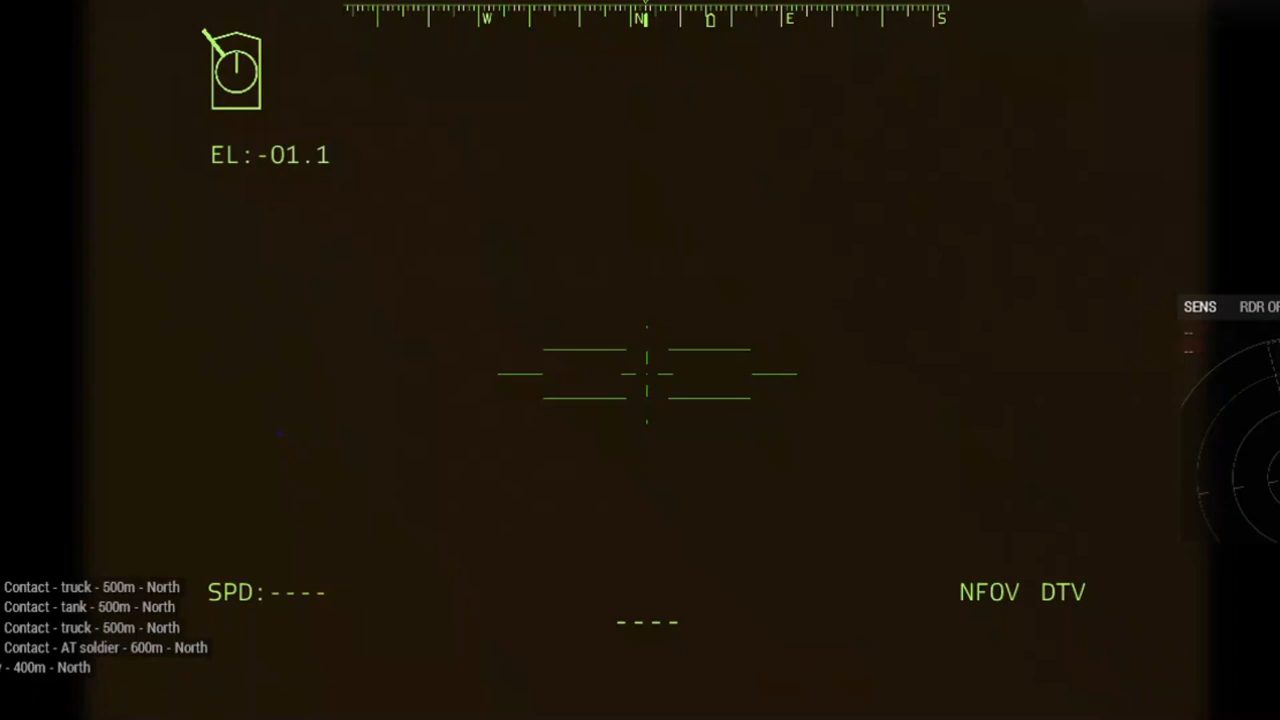 W N E S
EL:-01.1
SENS RDR OF
--
--
Contact - truck - 500m - North
Contact - tank - 500m - North
Contact - truck - 500m - North
Contact - AT soldier - 600m - North
- 400m - North
SPD:----
----
NFOV DTV